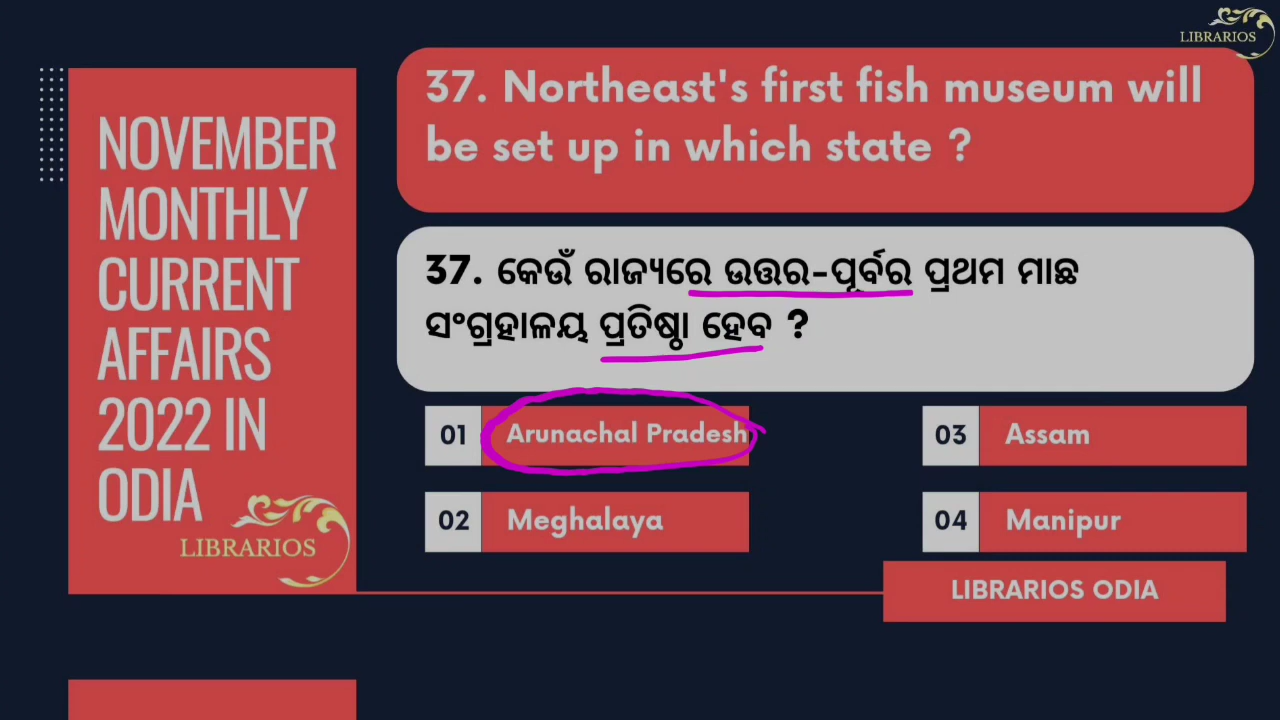 LIBRARIOS
NOVEMBER
MONTHLY
CURRENT
AFFAIRS
2022 IN
ODIA
LIBRARIOS
37. Northeast's first fish museum will
be set up in which state ?
37. କେଉଁ ରାଜ୍ୟରେ ଉତ୍ତର-ପୂର୍ବର ପ୍ରଥମ ମାଛ
ସଂଗ୍ରହାଳୟ ପ୍ରତିଷ୍ଠା ହେବ ?
01 Arunachal Pradesh
02 Meghalaya
03 Assam
04 Manipur
LIBRARIOS ODIA